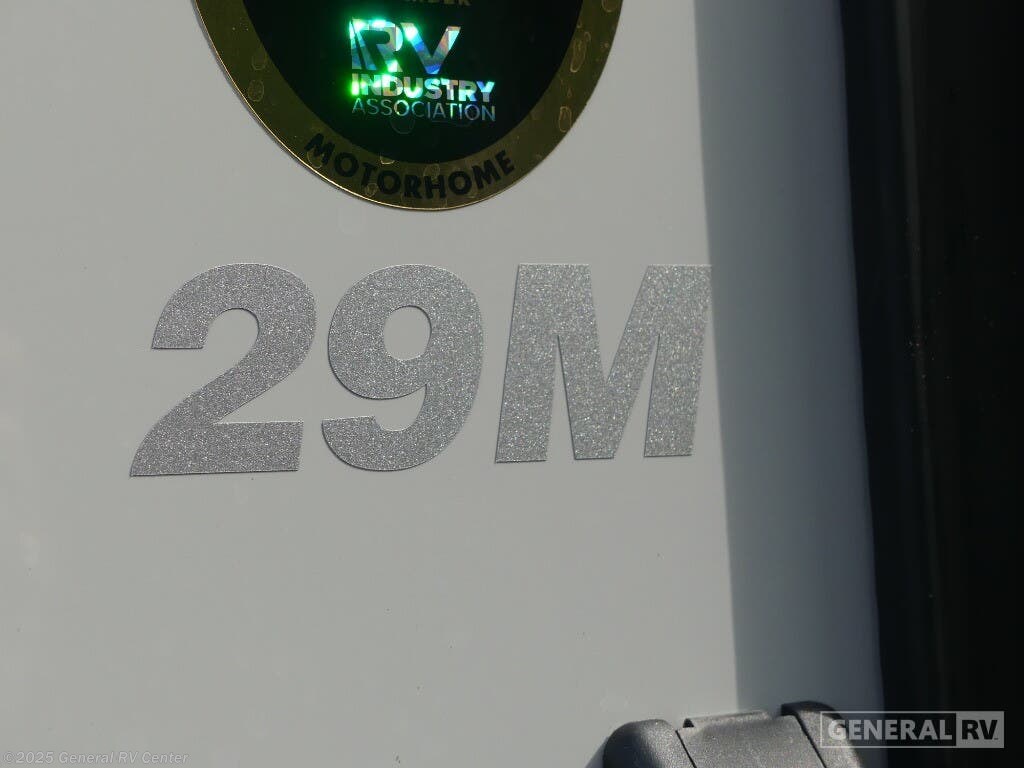 RV
INDUSTRY
ASSOCIATION
MOTORHOME
29M
GENERAL RV
©2025 General RV Center